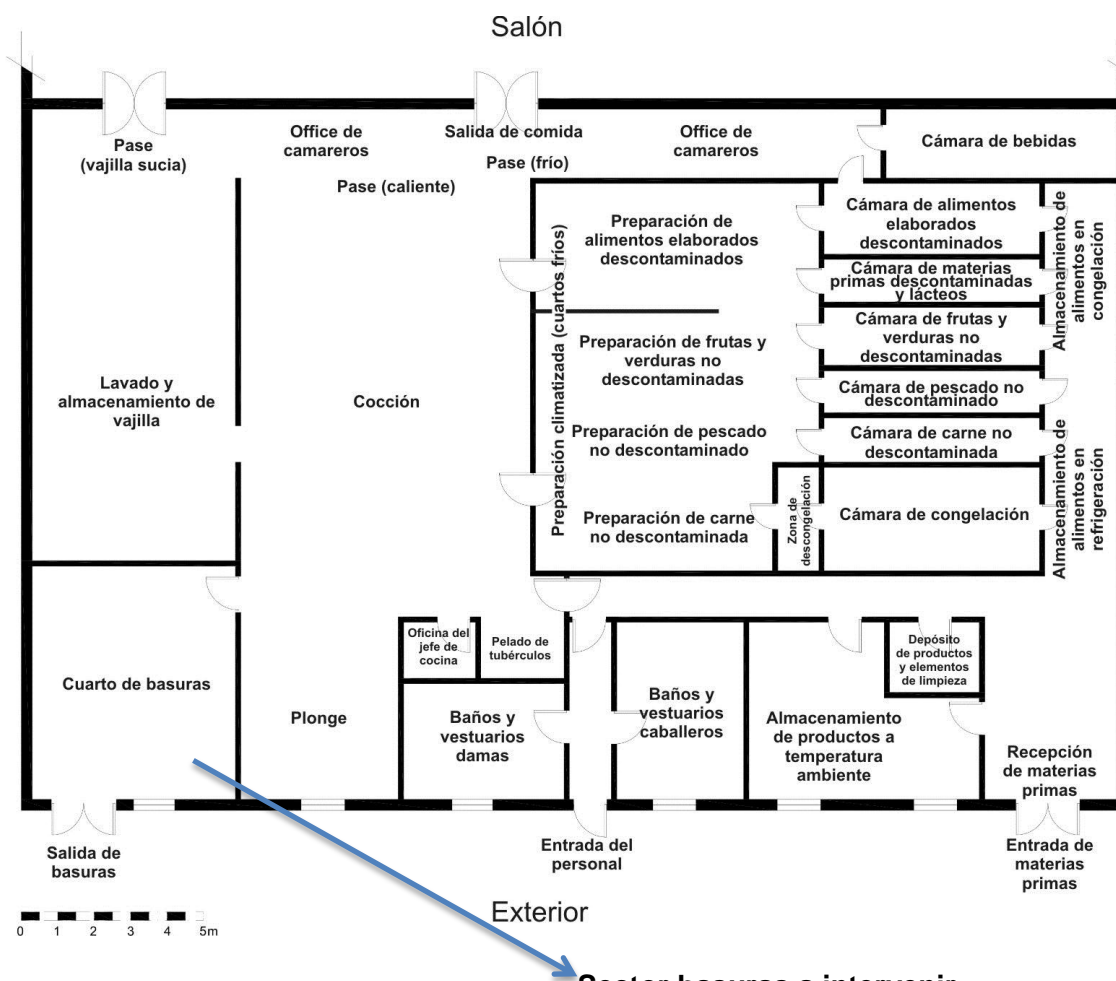 Salón
Pase
(vajilla sucia)
Office de
camareros
Salida de comida
Pase (frío)
Office de
camareros
Cámara de bebidas
Pase (caliente)
Preparación de
alimentos elaborados
descontaminados
Cámara de alimentos
elaborados
descontaminados
Cámara de materias
primas descontaminadas
y lácteos
Almacenamiento de
alimentos en
congelación
Preparación climatizada (cuartos fríos)
Preparación de frutas y
verduras no
descontaminadas
Cámara de frutas y
verduras no
descontaminadas
Lavado y
almacenamiento de
vajilla
Cocción
Cámara de pescado no
descontaminado
Preparación de pescado
no descontaminado
Cámara de carne no
descontaminada
Almacenamiento de
alimentos en
refrigeración
Preparación de carne
no descontaminada
Zona de
descongelación
Cámara de congelación
Cuarto de basuras
Plonge
Oficina del
jefe de
cocina
Pelado de
tubérculos
Baños y
vestuarios
damas
Baños y
vestuarios
caballeros
Almacenamiento
de productos a
temperatura
ambiente
Depósito
de productos
y elementos
de limpieza
Recepción
de materias
primas
Salida de
basuras
Entrada del
personal
Entrada de
materias
primas
0 1 2 3 4 5m
Exterior
Sector basuras a intervenir